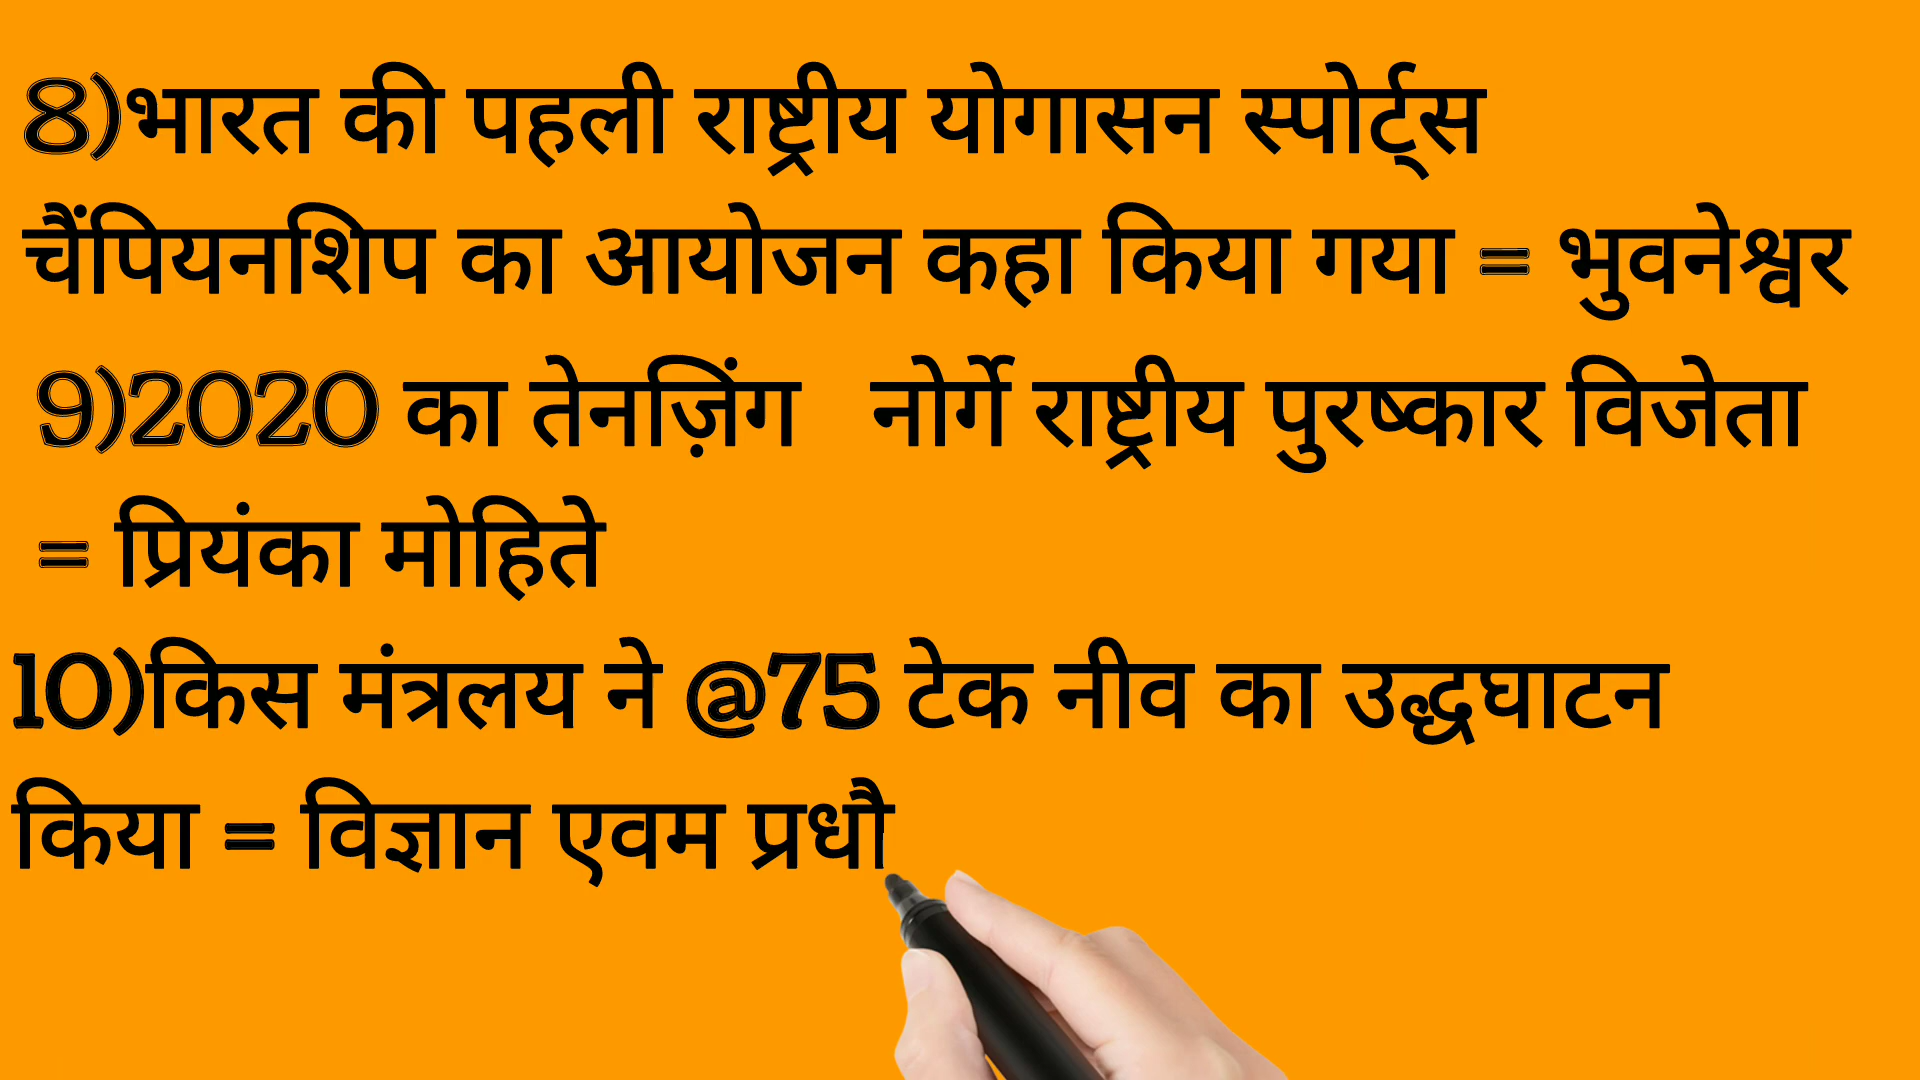 8)भारत की पहली राष्ट्रीय योगासन स्पोर्ट्स
चैंपियनशिप का आयोजन कहा किया गया = भुवनेश्वर
9)2020 का तेनज़िंग नोर्गे राष्ट्रीय पुरष्कार विजेता
= प्रियंका मोहिते
10)किस मंत्रलय ने @75 टेक नीव का उद्धघाटन
किया = विज्ञान एवम प्रधौ